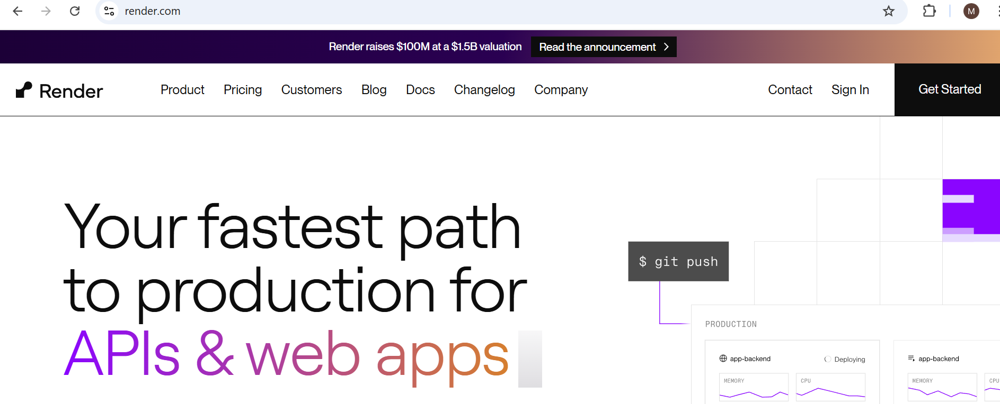 render.com
M
Render raises $100M at a $1.5B valuation Read the announcement
Render Product Pricing Customers Blog Docs Changelog Company Contact Sign In Get Started
Your fastest path
to production for
APIs & web apps
$ git push
PRODUCTION
app-backend Deploying
MEMORY CPU
app-backend
MEMORY CPU